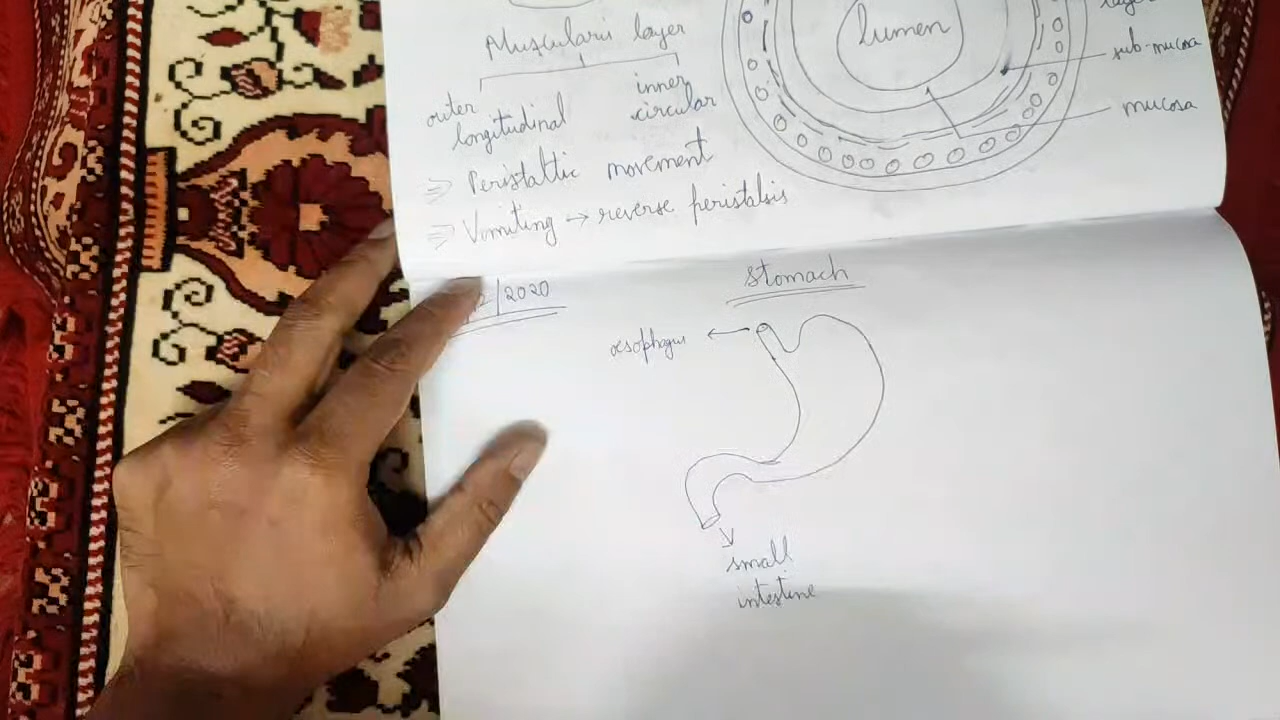 Muscularis layer
outer longitudinal
inner circular
⇒ Peristaltic movement
⇒ Vomiting → reverse peristalsis
lumen
sub-mucosa
mucosa
/2020
Stomach
oesophagus
small
intestine